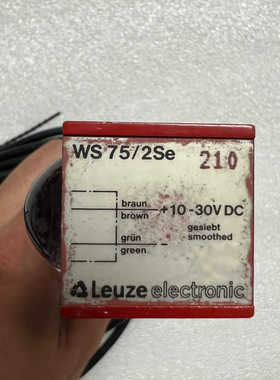 WS 75/2Se 210
braun
brown
+10-30V DC
gesiebt
smoothed
grün
green
Leuze electronic